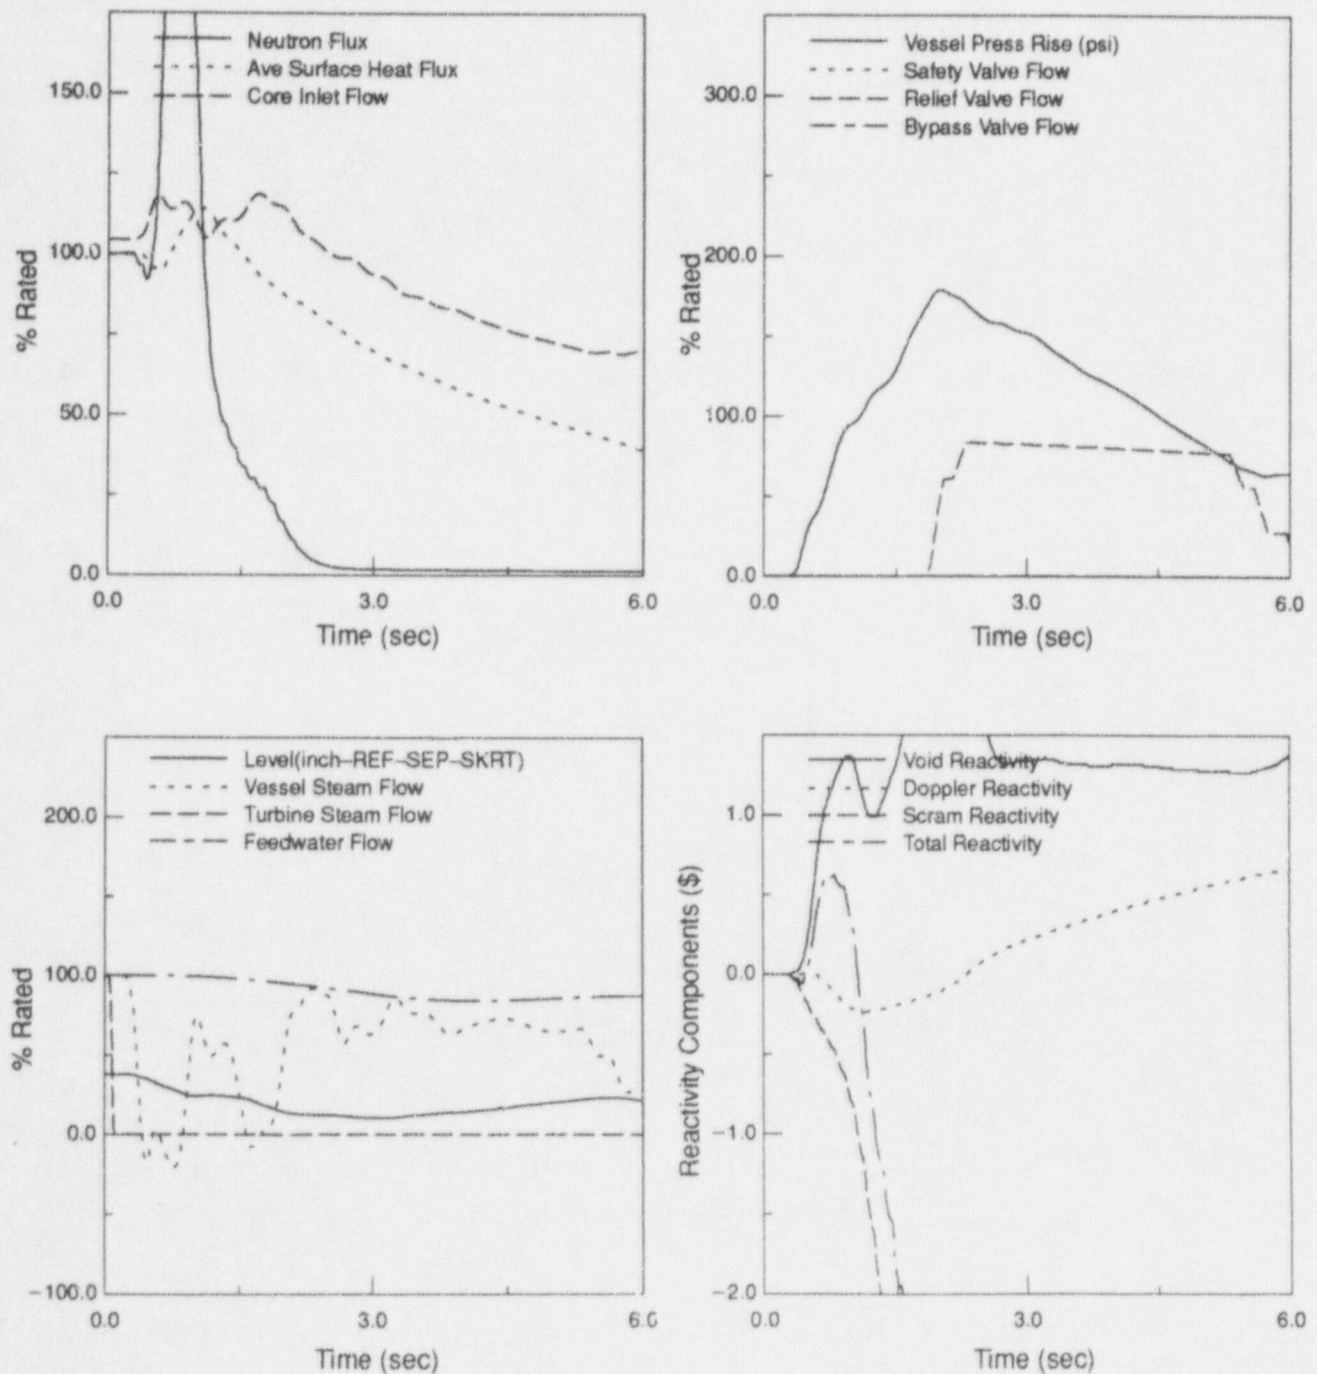 Neutron Flux
Ave Surface Heat Flux
Core Inlet Flow
150.0
100.0
50.0
0.0
% Rated
0.0
3.0
6.0
Time (sec)
Vessel Press Rise (psi)
Safety Valve Flow
Relief Valve Flow
Bypass Valve Flow
300.0
200.0
100.0
0.0
% Rated
0.0
3.0
6.0
Time (sec)
Level(inch-REF-SEP-SKRT)
Vessel Steam Flow
Turbine Steam Flow
Feedwater Flow
200.0
100.0
0.0
-100.0
% Rated
0.0
3.0
6.0
Time (sec)
Void Reactivity
Doppler Reactivity
Scram Reactivity
Total Reactivity
1.0
0.0
-1.0
-2.0
Reactivity Components ($)
0.0
3.0
6.0
Time (sec)